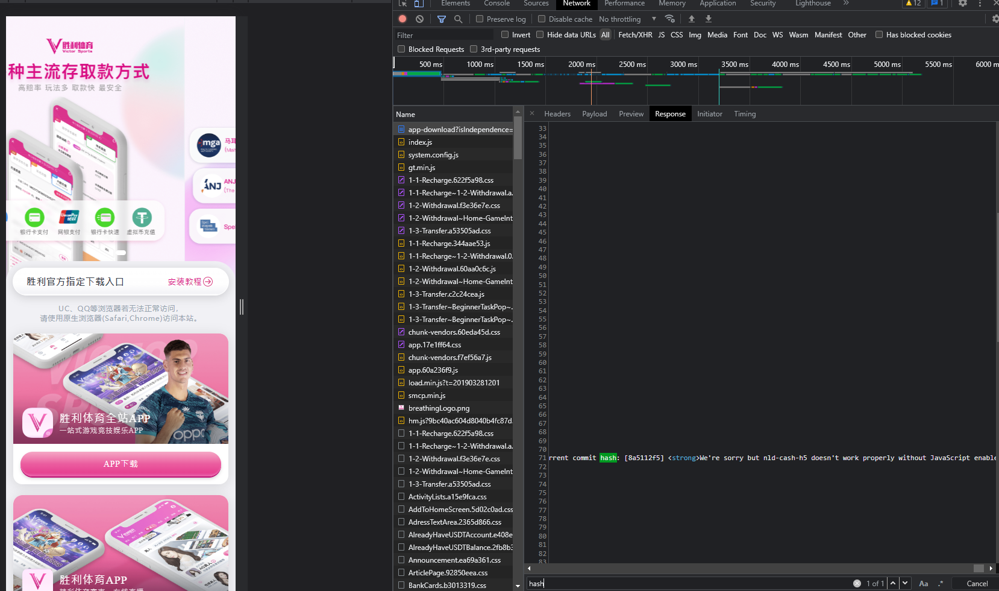 胜利体育
Victor Sports
种主流存取款方式
高赔率 玩法多 取款快 最安全
mga
马耳
ANJ
ANJ
(The
Spel
银行卡支付
网银支付
银行卡快速
虚拟币充值
胜利官方指定下载入口
安装教程
UC、QQ等浏览器若无法正常访问，
请使用原生浏览器(Safari,Chrome)访问本站。
oppo
胜利体育全站APP
一站式游戏竞技娱乐APP
APP下载
胜利体育APP
Elements
Console
Sources
Network
Performance
Memory
Application
Security
Lighthouse
12
1
Preserve log
Disable cache
No throttling
Filter
Invert
Hide data URLs
All
Fetch/XHR
JS
CSS
Img
Media
Font
Doc
WS
Wasm
Manifest
Other
Has blocked cookies
Blocked Requests
3rd-party requests
500 ms
1000 ms
1500 ms
2000 ms
2500 ms
3000 ms
3500 ms
4000 ms
4500 ms
5000 ms
5500 ms
6000 m
Name
app-download?isIndependence=
index.js
system.config.js
gt.min.js
1-1-Recharge.622f5a98.css
1-1-Recharge~1-2-Withdrawal.a.
1-2-Withdrawal.f3e36e7e.css
1-2-Withdrawal~Home-GameInt
1-3-Transfer.a53505ad.css
1-1-Recharge.344aae53.js
1-1-Recharge~1-2-Withdrawal.0.
1-2-Withdrawal.60aa0c6c.js
1-2-Withdrawal~Home-GameInt
1-3-Transfer.c2c24cea.js
1-3-Transfer~BeginnerTaskPop~.
1-3-Transfer~BeginnerTaskPop~.
chunk-vendors.60eda45d.css
app.17e1ff64.css
chunk-vendors.f7ef56a7.js
app.60a236f9.js
load.min.js?t=201903281201
smcp.min.js
breathingLogo.png
hm.js?9bc40ac604d8040b4fc87d.
1-1-Recharge.622f5a98.css
1-1-Recharge~1-2-Withdrawal.a.
1-2-Withdrawal.f3e36e7e.css
1-2-Withdrawal~Home-GameInt
1-3-Transfer.a53505ad.css
ActivityLists.a15e9fca.css
AddToHomeScreen.5d02c0ad.css
AdressTextArea.2365d866.css
AlreadyHaveUSDTAccount.e408e
AlreadyHaveUSDTBalance.2fb8b3
Announcement.ea69a361.css
ArticlePage.92850eea.css
BankCards.b3013319.css
Headers
Payload
Preview
Response
Initiator
Timing
33
34
35
36
37
38
39
40
41
42
43
44
45
46
47
48
49
50
51
52
53
54
55
56
57
58
59
60
61
62
63
64
65
66
67
68
69
70
71 rrent commit hash: [8a5112f5] <strong>We're sorry but nld-cash-h5 doesn't work properly without JavaScript enable
72
73
74
75
76
77
78
79
80
81
82
83
hash
1 of 1
Aa
.*
Cancel